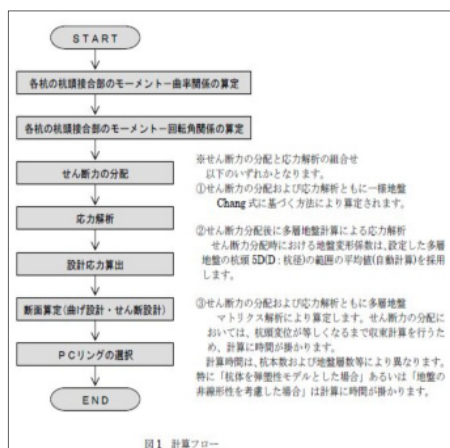 START
各杭の杭頭接合部のモーメントー曲率関係の算定
各杭の杭頭接合部のモーメントー回転角関係の算定
せん断力の分配
応力解析
設計応力算出
断面算定(曲げ設計・せん断設計)
PCリングの選択
END
※せん断力の分配と応力解析の組合せ
以下のいずれかとなります。
①せん断力の分配および応力解析ともに一様地盤
Chang 式に基づく方法により算定されます。
②せん断力分配後に多層地盤計算による応力解析
せん断力分配時における地盤変形係数は、設定した多層
地盤の杭頭 5D(D:杭径)の範囲の平均値(自動計算)を採用
します。
③せん断力の分配および応力解析ともに多層地盤
マトリクス解析により算定します。せん断力の分配に
おいては、杭頭変位が等しくなるまで収束計算を行うた
め、計算に時間が掛かります。
計算時間は、杭本数および地盤層数等により異なります。
特に「杭体を弾塑性モデルとした場合」あるいは「地盤の
非線形性を考慮した場合」は計算に時間が掛かります。
図1 計算フロー